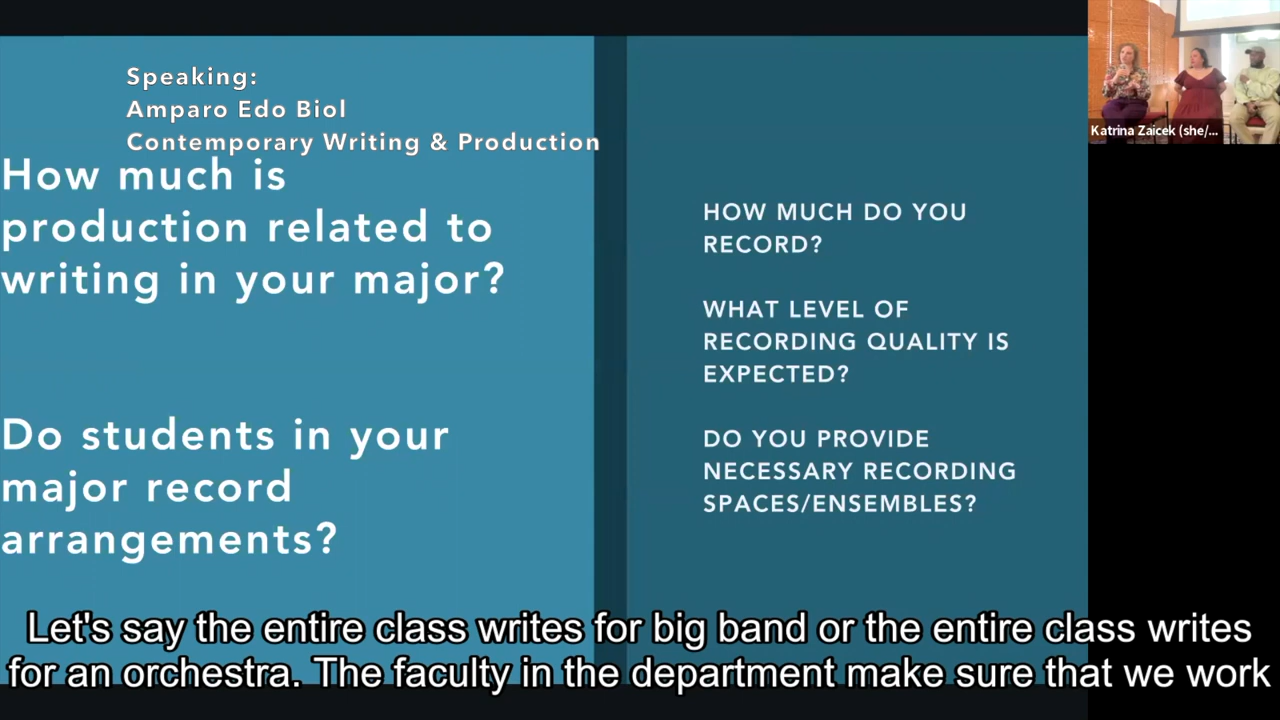 Speaking:
Amparo Edo Biol
Contemporary Writing & Production
How much is
production related to
writing in your major?
Do students in your
major record
arrangements?
HOW MUCH DO YOU
RECORD?
WHAT LEVEL OF
RECORDING QUALITY IS
EXPECTED?
DO YOU PROVIDE
NECESSARY RECORDING
SPACES/ENSEMBLES?
Katrina Zaicek (she/...
Let's say the entire class writes for big band or the entire class writes
for an orchestra. The faculty in the department make sure that we work